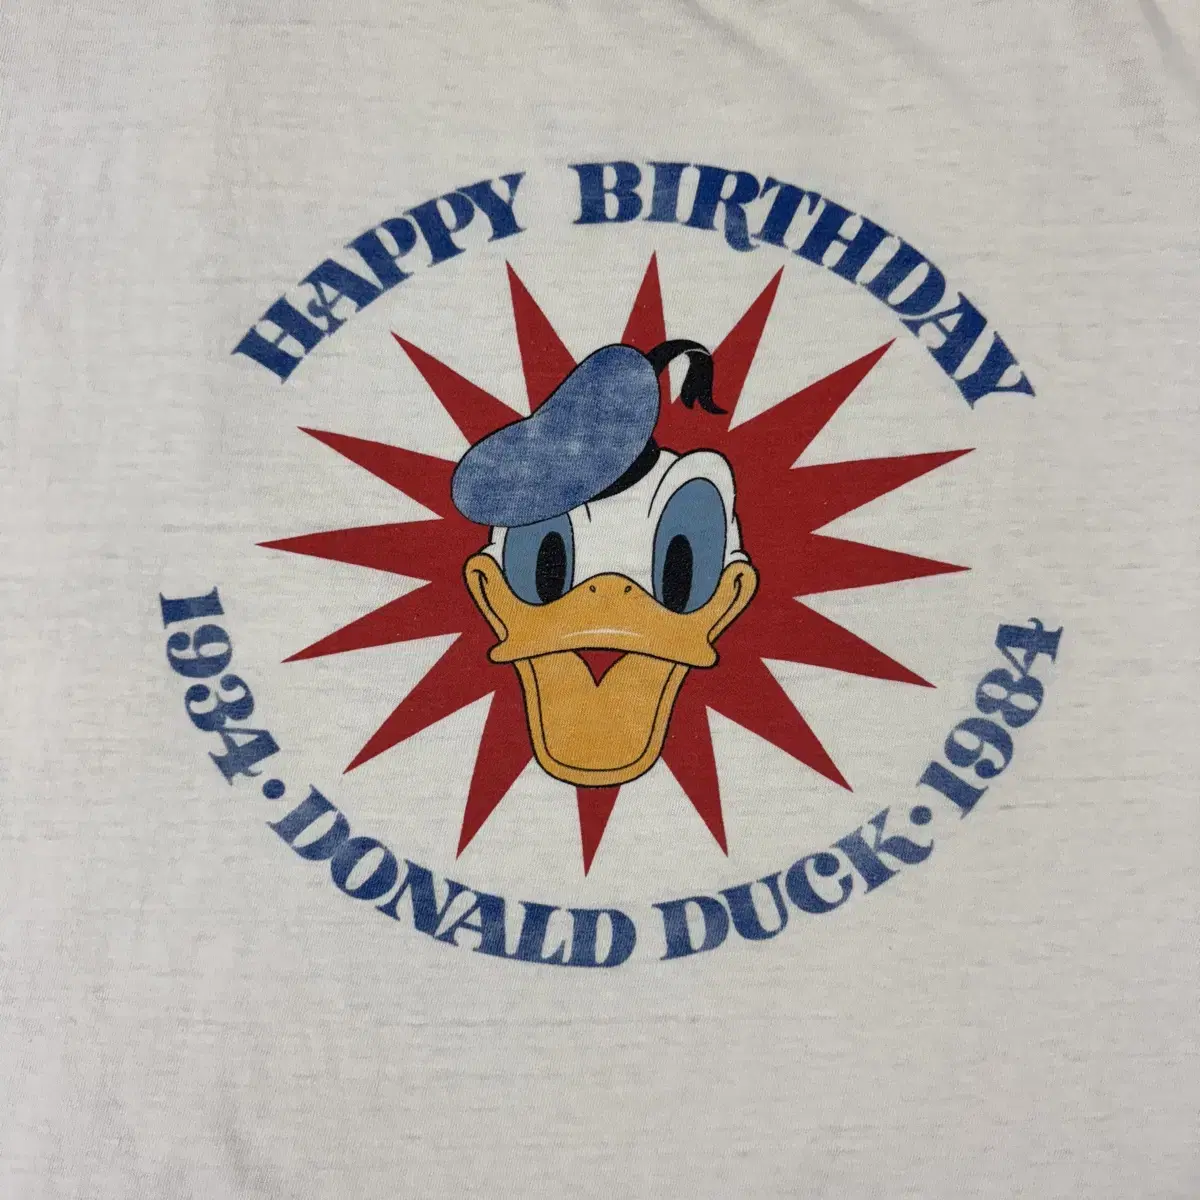 HAPPY BIRTHDAY
1934 • DONALD DUCK • 1984